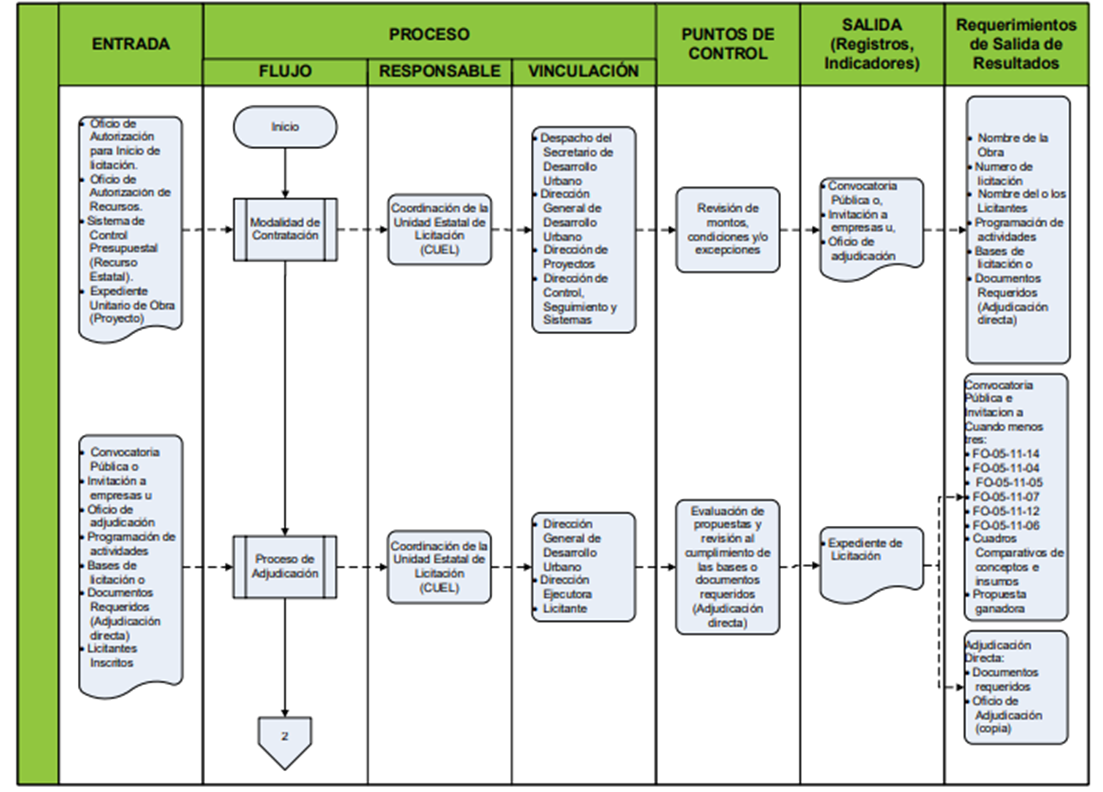 ENTRADA
PROCESO
FLUJO
RESPONSABLE
VINCULACIÓN
PUNTOS DE
CONTROL
SALIDA
(Registros,
Indicadores)
Requerimientos
de Salida de
Resultados
• Oficio de
Autorización
para Inicio de
licitación.
• Oficio de
Autorización de
Recursos.
• Sistema de
Control
Presupuestal
(Recurso
Estatal).
• Expediente
Unitario de Obra
(Proyecto)
Inicio
Modalidad de
Contratación
Coordinación de la
Unidad Estatal de
Licitación
(CUEL)
• Despacho del
Secretario de
Desarrollo
Urbano
• Dirección
General de
Desarrollo
Urbano
• Dirección de
Proyectos
• Dirección de
Control,
Seguimiento y
Sistemas
Revisión de
montos,
condiciones y/o
excepciones
• Convocatoria
Pública o,
• Invitación a
empresas u,
• Oficio de
adjudicación
• Nombre de la
Obra
• Numero de
licitación
• Nombre del o los
Licitantes
• Programación de
actividades
• Bases de
licitación o
• Documentos
Requeridos
(Adjudicación
directa)
• Convocatoria
Pública o
• Invitación a
empresas u
• Oficio de
adjudicación
• Programación de
actividades
• Bases de
licitación o
• Documentos
Requeridos
(Adjudicación
directa)
• Licitantes
Inscritos
Proceso de
Adjudicación
Coordinación de la
Unidad Estatal de
Licitación
(CUEL)
• Dirección
General de
Desarrollo
Urbano
• Dirección
Ejecutora
• Licitante
Evaluación de
propuestas y
revisión al
cumplimiento de
las bases o
documentos
requeridos
(Adjudicación
directa)
• Expediente de
Licitación
Convocatoria
Pública e
Invitacion a
Cuando menos
tres:
• FO-05-11-14
• FO-05-11-04
• FO-05-11-05
• FO-05-11-07
• FO-05-11-12
• FO-05-11-06
• Cuadros
Comparativos de
conceptos e
insumos
• Propuesta
ganadora
Adjudicación
Directa:
• Documentos
requeridos
• Oficio de
Adjudicación
(copia)
2